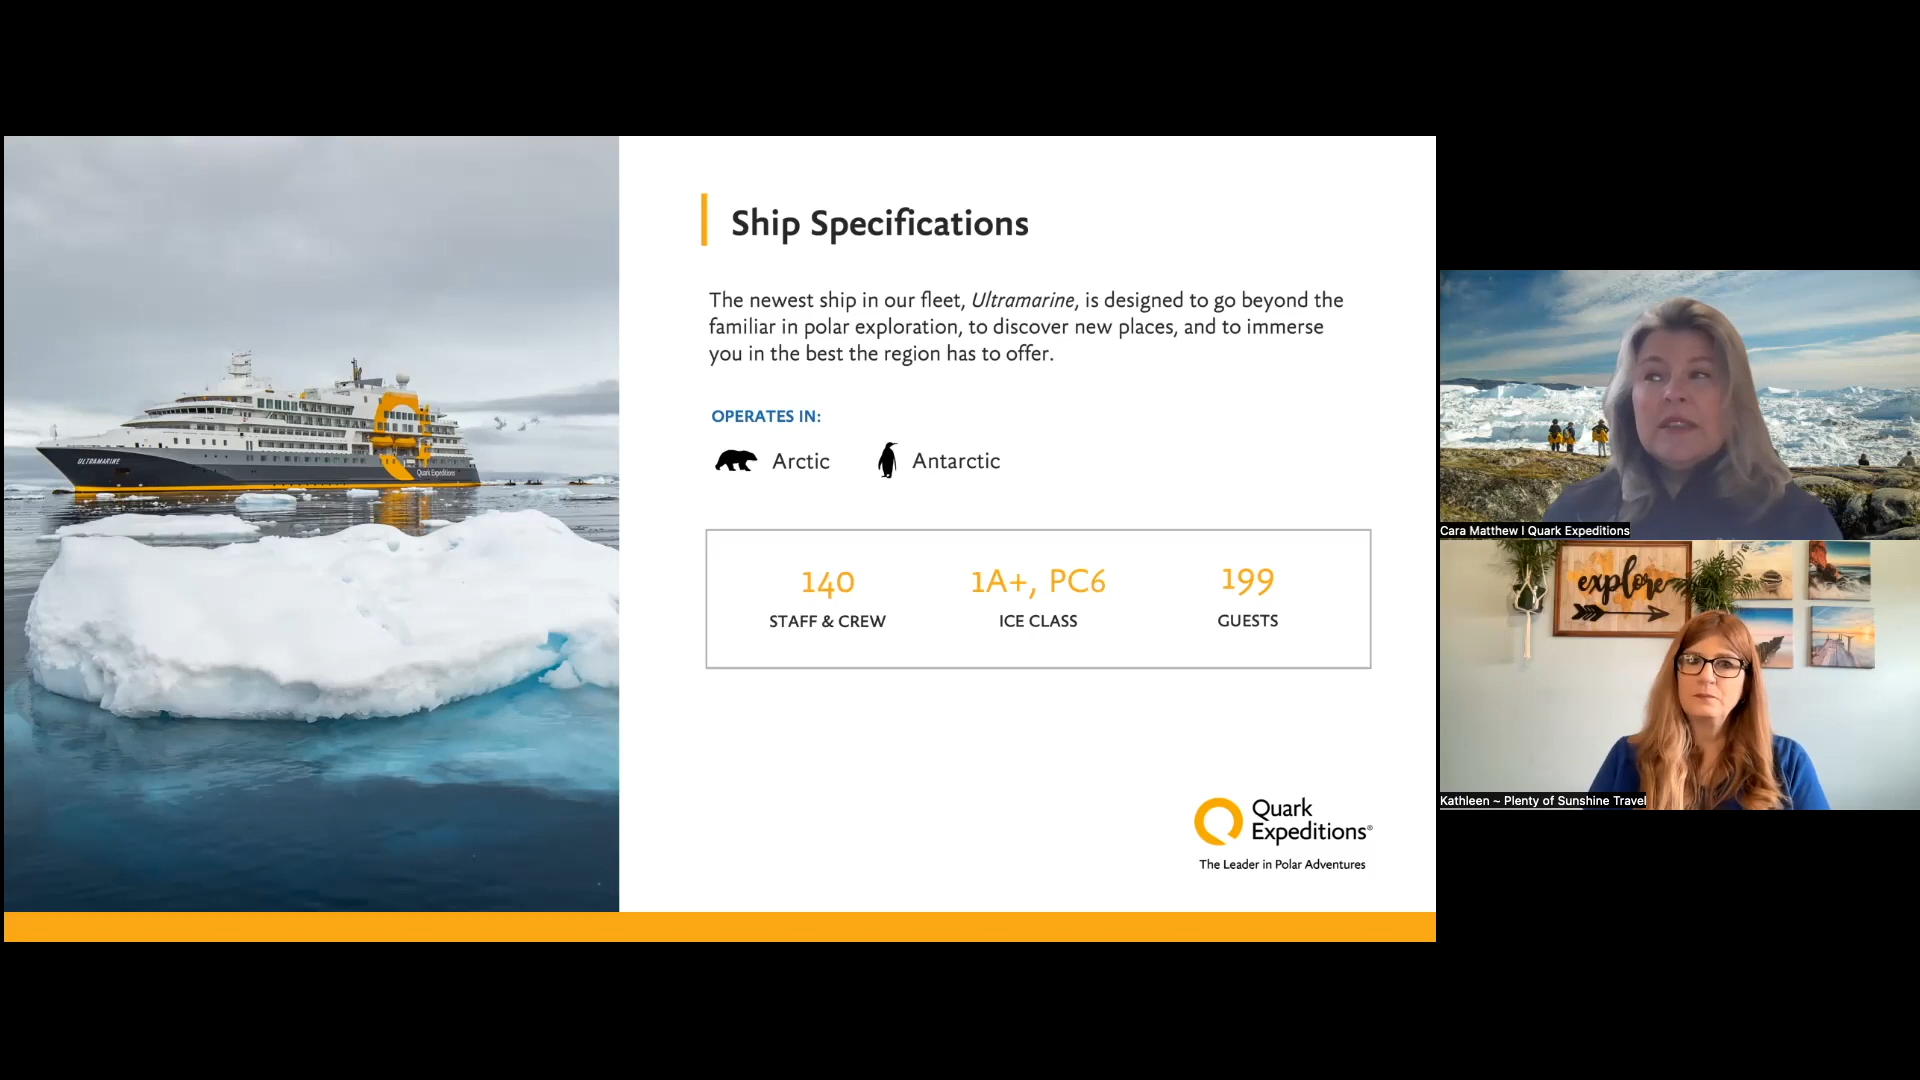 Ship Specifications
The newest ship in our fleet, Ultramarine, is designed to go beyond the
familiar in polar exploration, to discover new places, and to immerse
you in the best the region has to offer.
OPERATES IN:
Arctic Antarctic
140 1A+, PC6 199
STAFF & CREW ICE CLASS GUESTS
Quark
Expeditions®
The Leader in Polar Adventures
ULTRAMARINE
Quark Expeditions
Cara Matthew | Quark Expeditions
explore
Kathleen ~ Plenty of Sunshine Travel